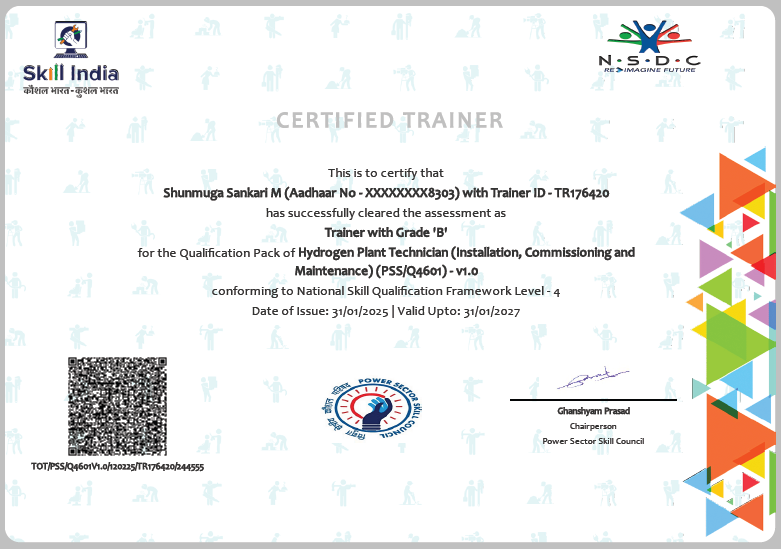 Skill India
कौशल भारत - कुशल भारत
N · S · D · C
RE IMAGINE FUTURE
CERTIFIED TRAINER
This is to certify that
Shunmuga Sankari M (Aadhaar No - XXXXXXXX8303) with Trainer ID - TR176420
has successfully cleared the assessment as
Trainer with Grade 'B'
for the Qualification Pack of Hydrogen Plant Technician (Installation, Commissioning and
Maintenance) (PSS/Q4601) - v1.0
conforming to National Skill Qualification Framework Level - 4
Date of Issue: 31/01/2025 | Valid Upto: 31/01/2027
POWER SECTOR SKILL COUNCIL
विद्युत क्षेत्र कौशल परिषद
Ghanshyam Prasad
Chairperson
Power Sector Skill Council
TOT/PSS/Q4601V1.0/120225/TR176420/244555